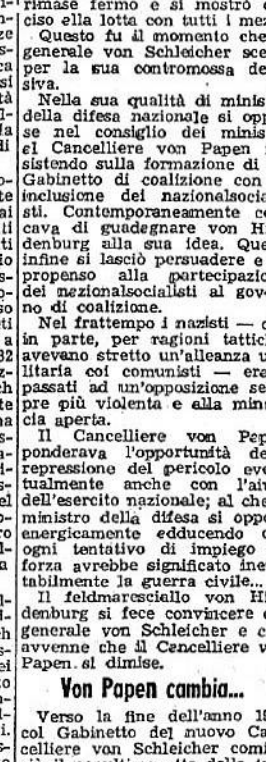 rimase fermo e si mostrò
ciso ella lotta con tutti i mez
Questo fu il momento che
generale von Schleicher sce
per la sua contromossa de
siva.
Nella sua qualità di minis
della difesa nazionale si opp
se nel consiglio dei minis
el Cancelliere von Papen
sistendo sulla formazione di
Gabinetto di coalizione con
inclusione dei nazionalsocia
sti. Contemporaneamente ce
cava di guadegnare von H
denburg alla sua idea. Que
infine si lasciò persuadere e
propenso alla partecipazio
dei nezionalsocialisti al gov
no di coalizione.
Nel frattempo i nazisti — c
in parte, per ragioni tattic
avevano stretto un'alleanza u
litaria coi comunisti — era
passati ad un'opposizione se
pre più violenta e alla min
cia aperta.
Il Cancelliere von Pap
ponderava l'opportunità de
repressione del pericolo eve
tualmente anche con l'ai
dell'esercito nazionale; al che
ministro della difesa si oppo
energicamente edducendo c
ogni tentativo di impiego
forza avrebbe significato ine
tabilmente la guerra civile...
Il feldmaresciallo von H
denburg si fece convincere
generale von Schleicher e c
avvenne che il Cancelliere v
Papen si dimise.
Von Papen cambia...
Verso la fine dell'anno 19
col Gabinetto del nuovo Ca
celliere von Schleicher comi